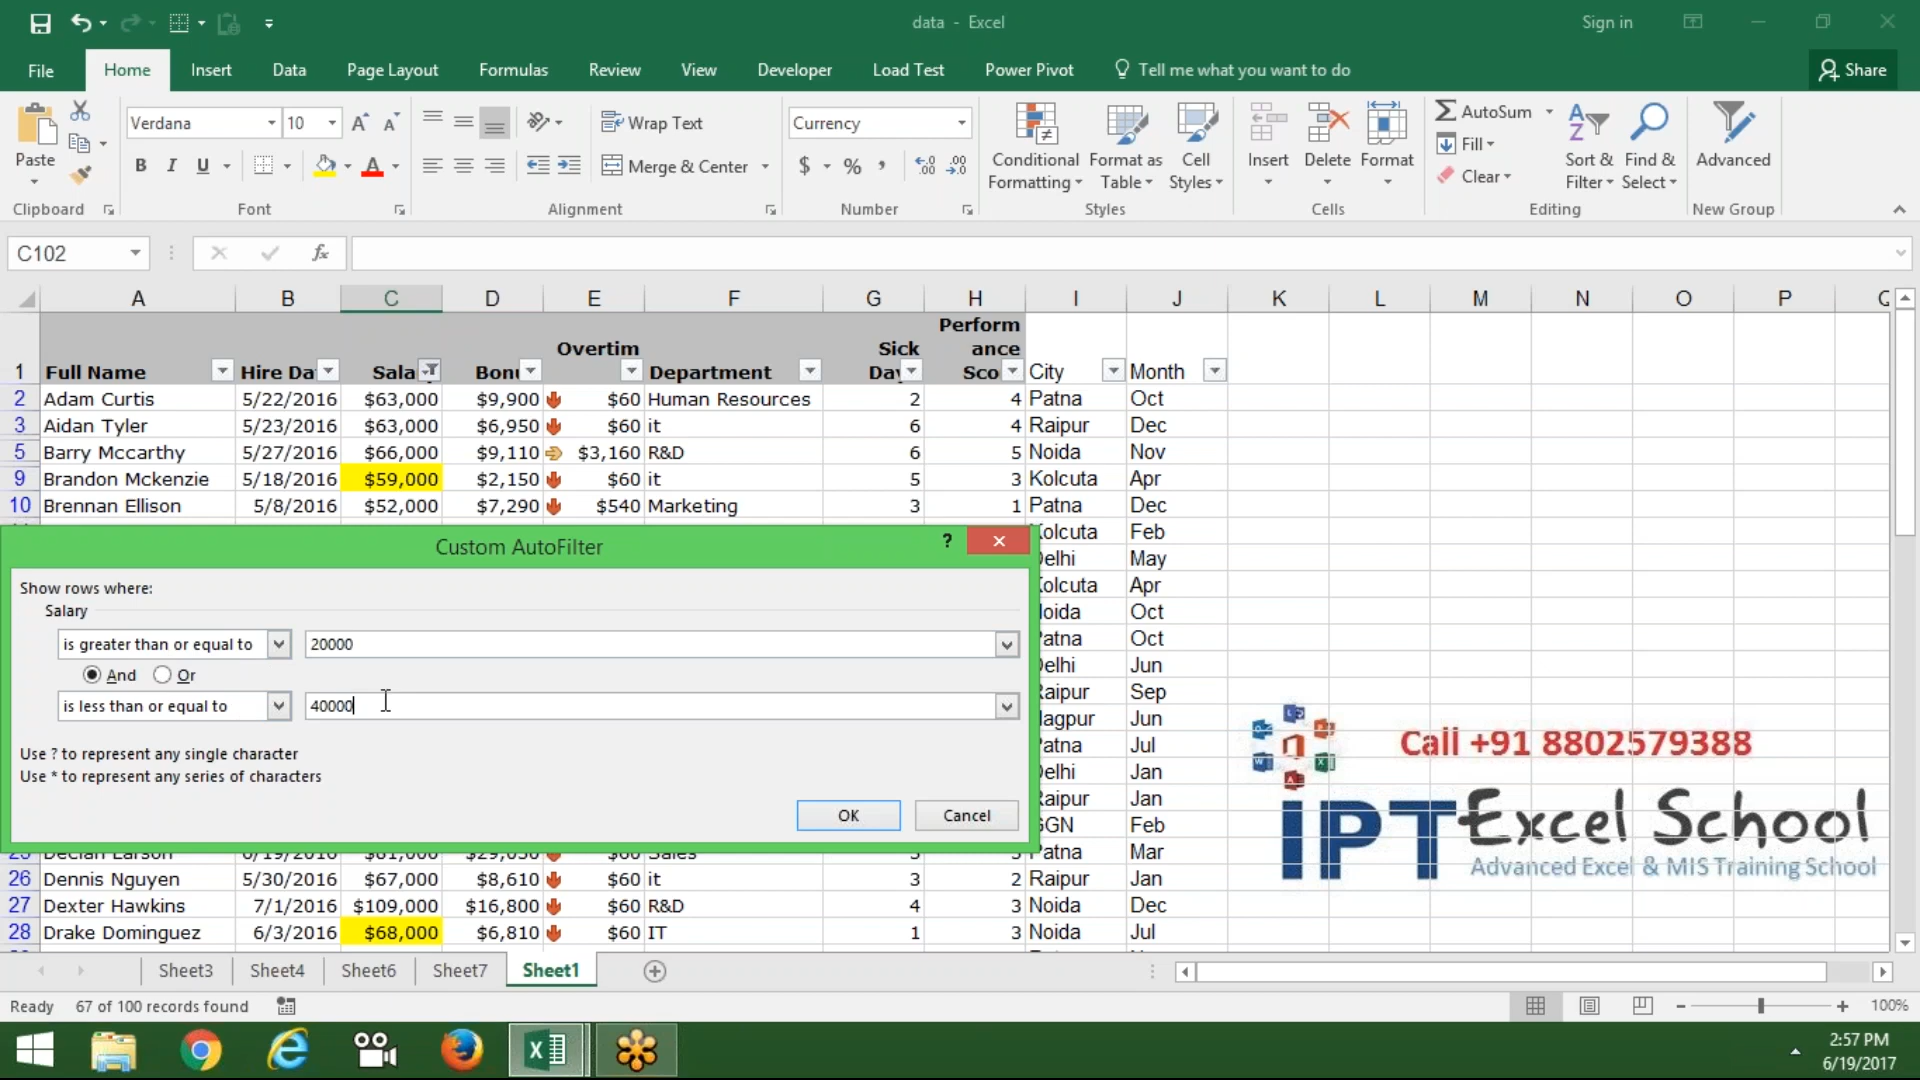 data - Excel
Sign in
File Home Insert Data Page Layout Formulas Review View Developer Load Test Power Pivot Tell me what you want to do Share
Verdana 10 Wrap Text Currency AutoSum
Paste B I U Merge & Center $ % , Conditional Formatting Format as Table Cell Styles Insert Delete Format Fill Clear Sort & Filter Find & Select Advanced
Clipboard Font Alignment Number Styles Cells Editing New Group
C102 fx
A B C D E F G H I J K L M N O P
1 Full Name Hire Da Sala Bonu Overtim Department Sick Day Perform ance Sco City Month
2 Adam Curtis 5/22/2016 $63,000 $9,900 $60 Human Resources 2 4 Patna Oct
3 Aidan Tyler 5/23/2016 $63,000 $6,950 $60 it 6 4 Raipur Dec
5 Barry Mccarthy 5/27/2016 $66,000 $9,110 $3,160 R&D 6 5 Noida Nov
9 Brandon Mckenzie 5/18/2016 $59,000 $2,150 $60 it 5 3 Kolcuta Apr
10 Brennan Ellison 5/8/2016 $52,000 $7,290 $540 Marketing 3 1 Patna Dec
Feb
May
Apr
Oct
Oct
Jun
Sep
Jun
Jul
Jan
Jan
Feb
Mar
Custom AutoFilter ?
Show rows where:
Salary
is greater than or equal to 20000
And Or
is less than or equal to 40000
Use ? to represent any single character
Use * to represent any series of characters
OK Cancel
26 Dennis Nguyen 5/30/2016 $67,000 $8,610 $60 it 3 2 Raipur Jan
27 Dexter Hawkins 7/1/2016 $109,000 $16,800 $60 R&D 4 3 Noida Dec
28 Drake Dominguez 6/3/2016 $68,000 $6,810 $60 IT 1 3 Noida Jul
Call +91 8802579388
IPT Excel School
Advanced Excel & MIS Training School
Sheet3 Sheet4 Sheet6 Sheet7 Sheet1
Ready 67 of 100 records found 100%
2:57 PM
6/19/2017